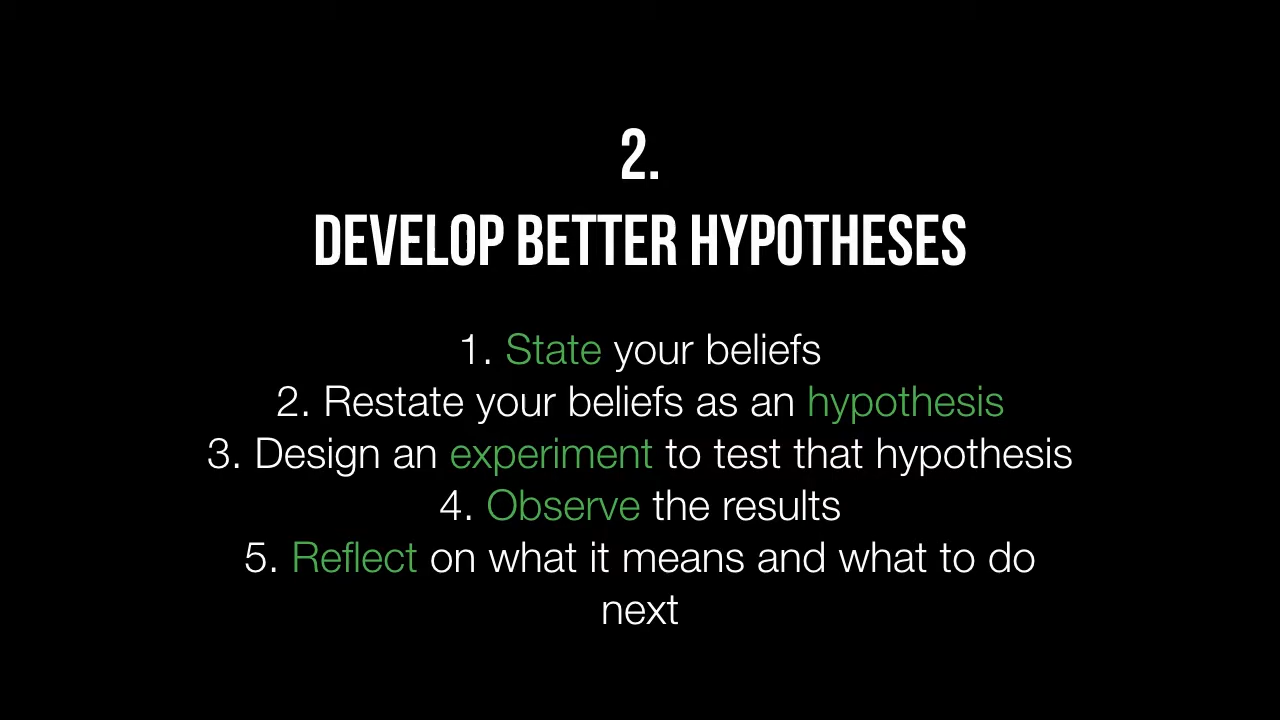 2.
DEVELOP BETTER HYPOTHESES
1. State your beliefs
2. Restate your beliefs as an hypothesis
3. Design an experiment to test that hypothesis
4. Observe the results
5. Reflect on what it means and what to do
next